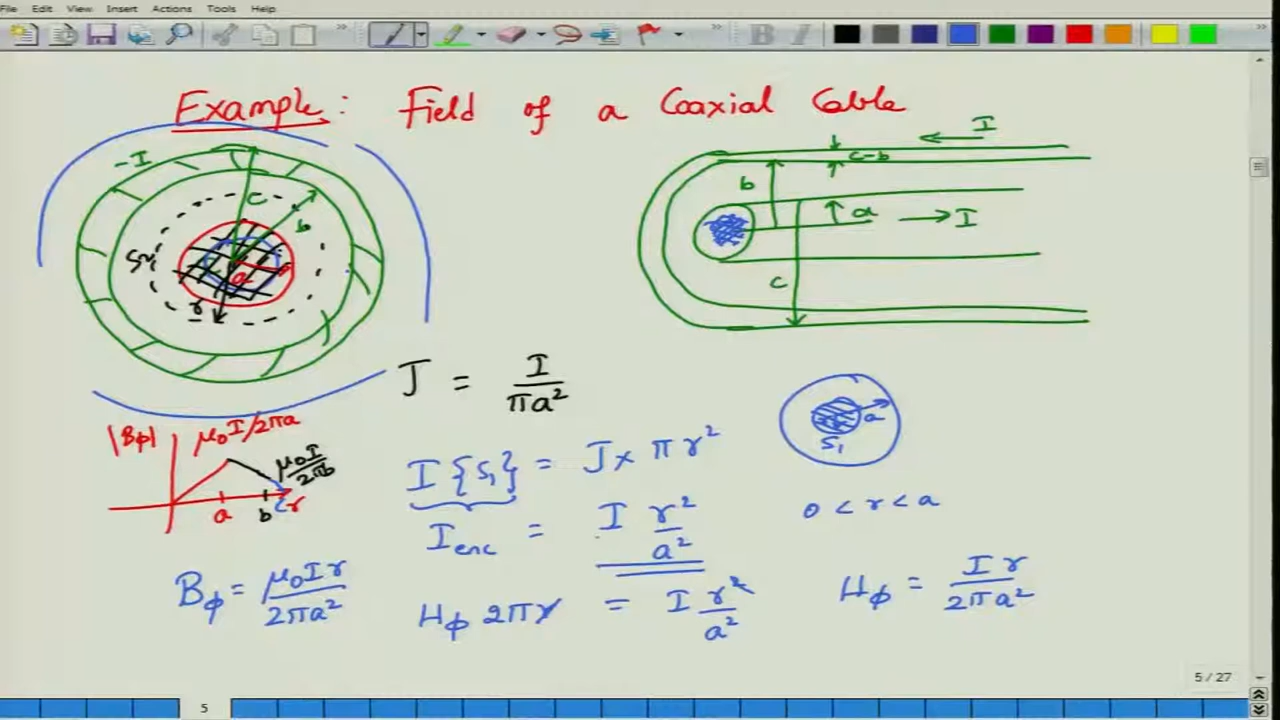 File Edit View Insert Actions Tools Help
Example: Field of a Coaxial Cable
-I
c
b
S2
a
r
I
c-b
b
a
I
c
J = I/πa²
|Bφ|
μ₀I/2πa
μ₀I/2πb
a b c r
I{S₁} = J × πr²
a
S₁
Ienc = I r²/a²
0 < r < a
Bφ = μ₀Ir/2πa²
Hφ 2πr = I r²/a²
Hφ = Ir/2πa²
5 / 27
5